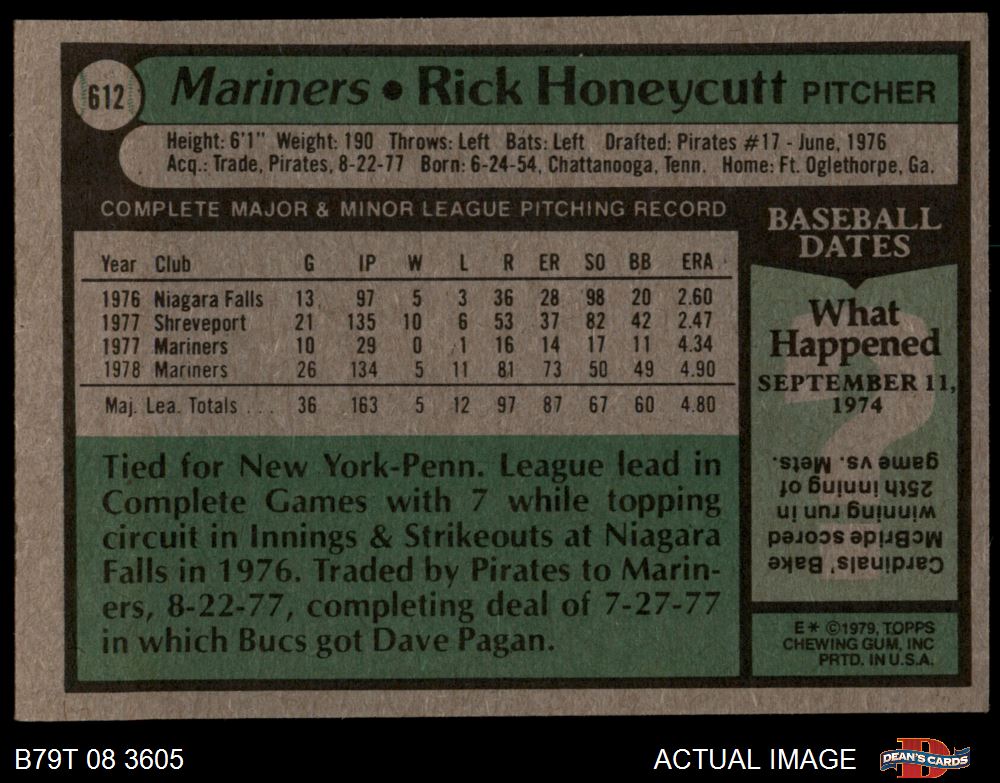 612 Mariners • Rick Honeycutt PITCHER
Height: 6'1" Weight: 190 Throws: Left Bats: Left Drafted: Pirates #17 - June, 1976
Acq.: Trade, Pirates, 8-22-77 Born: 6-24-54, Chattanooga, Tenn. Home: Ft. Oglethorpe, Ga.
COMPLETE MAJOR & MINOR LEAGUE PITCHING RECORD
Year Club G IP W L R ER SO BB ERA
1976 Niagara Falls 13 97 5 3 36 28 98 20 2.60
1977 Shreveport 21 135 10 6 53 37 82 42 2.47
1977 Mariners 10 29 0 1 16 14 17 11 4.34
1978 Mariners 26 134 5 11 81 73 50 49 4.90
Maj. Lea. Totals . . . 36 163 5 12 97 87 67 60 4.80
Tied for New York-Penn. League lead in
Complete Games with 7 while topping
circuit in Innings & Strikeouts at Niagara
Falls in 1976. Traded by Pirates to Marin-
ers, 8-22-77, completing deal of 7-27-77
in which Bucs got Dave Pagan.
BASEBALL
DATES
What
Happened
SEPTEMBER 11,
1974
?
Cardinals' Bake
McBride scored
winning run in
25th inning of
game vs. Mets.
E* ©1979, TOPPS
CHEWING GUM, INC
PRTD. IN U.S.A.
B79T 08 3605
ACTUAL IMAGE
D
DEAN'S CARDS